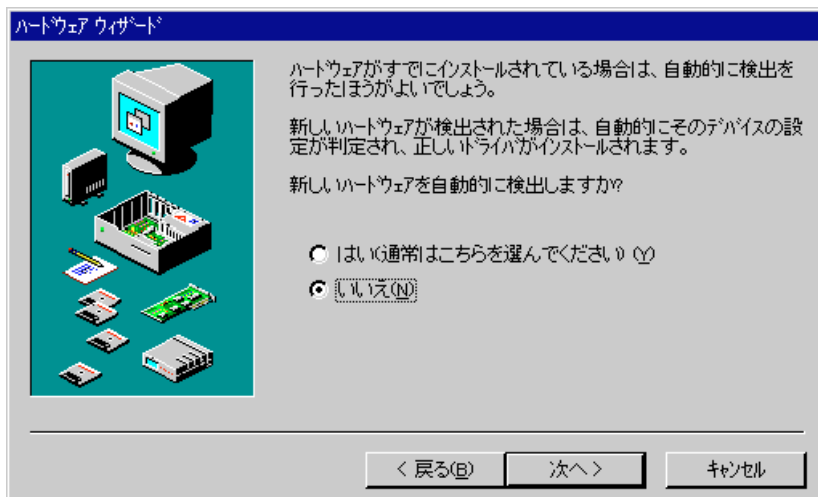 ハードウェア ウィザード
ハードウェアがすでにインストールされている場合は、自動的に検出を
行ったほうがよいでしょう。
新しいハードウェアが検出された場合は、自動的にそのデバイスの設
定が判定され、正しいドライバがインストールされます。
新しいハードウェアを自動的に検出しますか?
はい(通常はこちらを選んでください) (Y)
いいえ(N)
< 戻る(B)
次へ >
キャンセル